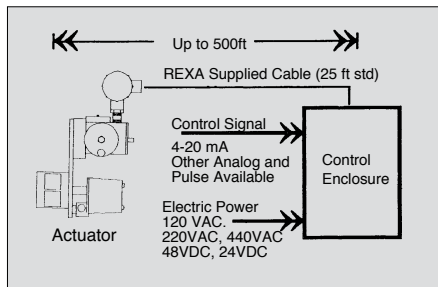 Up to 500ft
REXA Supplied Cable (25 ft std)
Control Signal
4-20 mA
Other Analog and
Pulse Available
Control
Enclosure
Electric Power
120 VAC.
220VAC, 440VAC
48VDC, 24VDC
Actuator